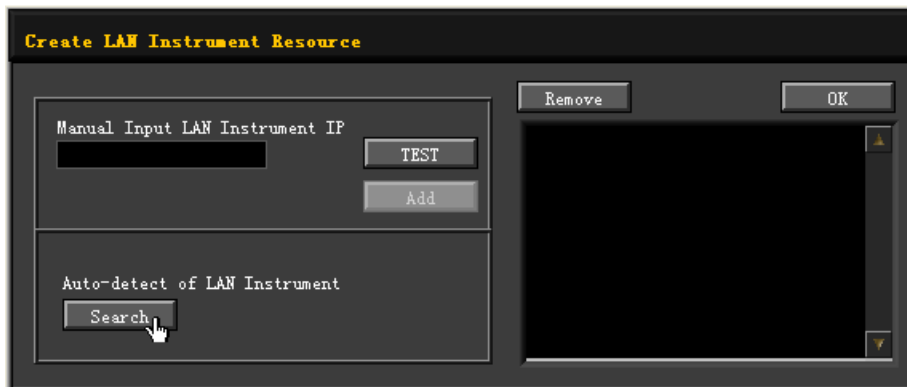 Create LAN Instrument Resource
Manual Input LAN Instrument IP
TEST
Add
Auto-detect of LAN Instrument
Search
Remove
OK